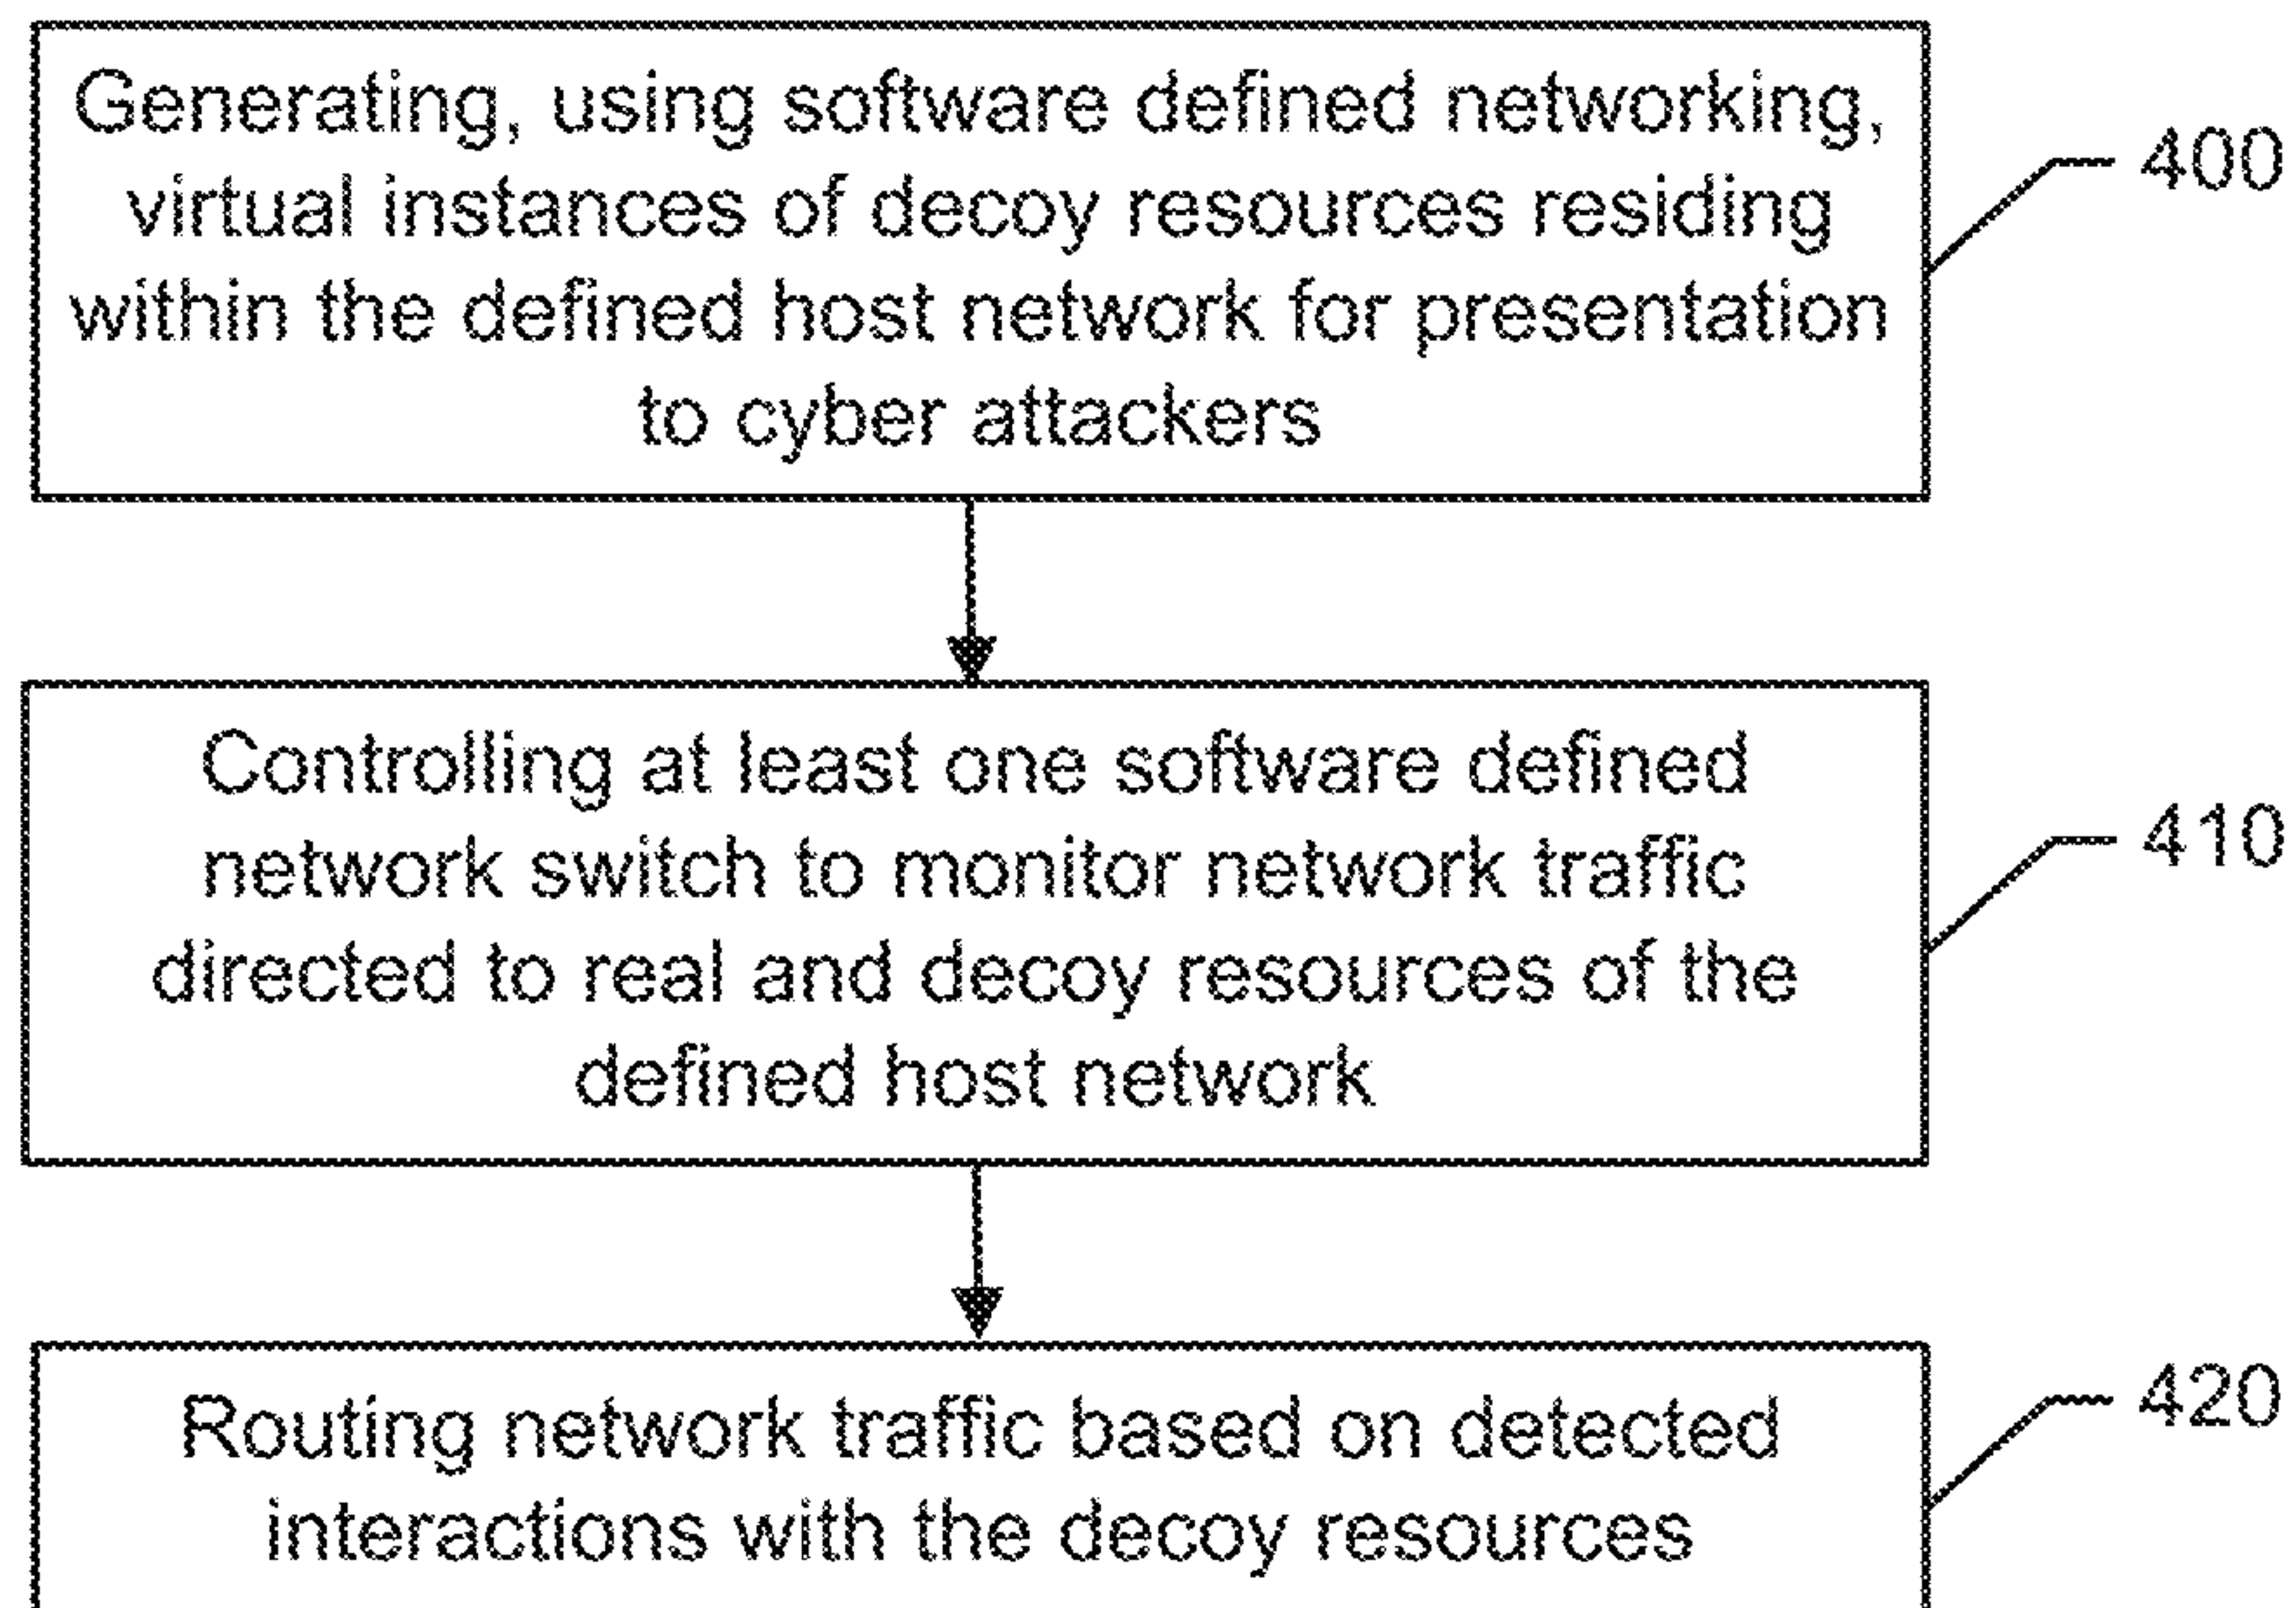 Generating, using software defined networking,
virtual instances of decoy resources residing
within the defined host network for presentation
to cyber attackers
400
Controlling at least one software defined
network switch to monitor network traffic
directed to real and decoy resources of the
defined host network
410
Routing network traffic based on detected
interactions with the decoy resources
420